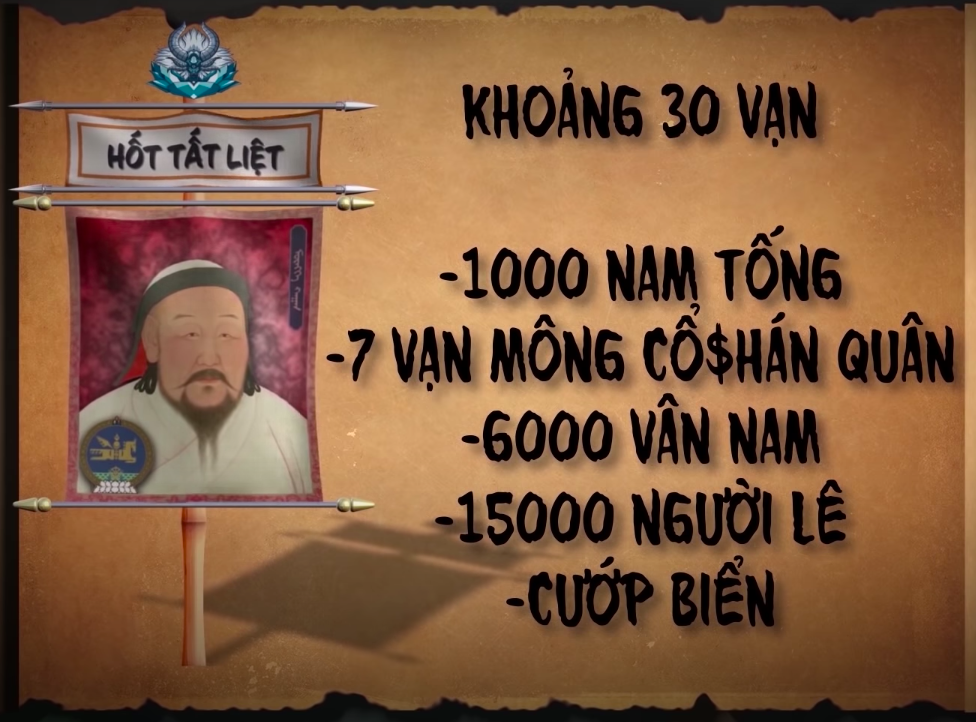 HỐT TẤT LIỆT
KHOẢNG 30 VẠN
-1000 NAM TỐNG
-7 VẠN MÔNG CỔ$HÁN QUÂN
-6000 VÂN NAM
-15000 NGƯỜI LÊ
-CƯỚP BIỂN